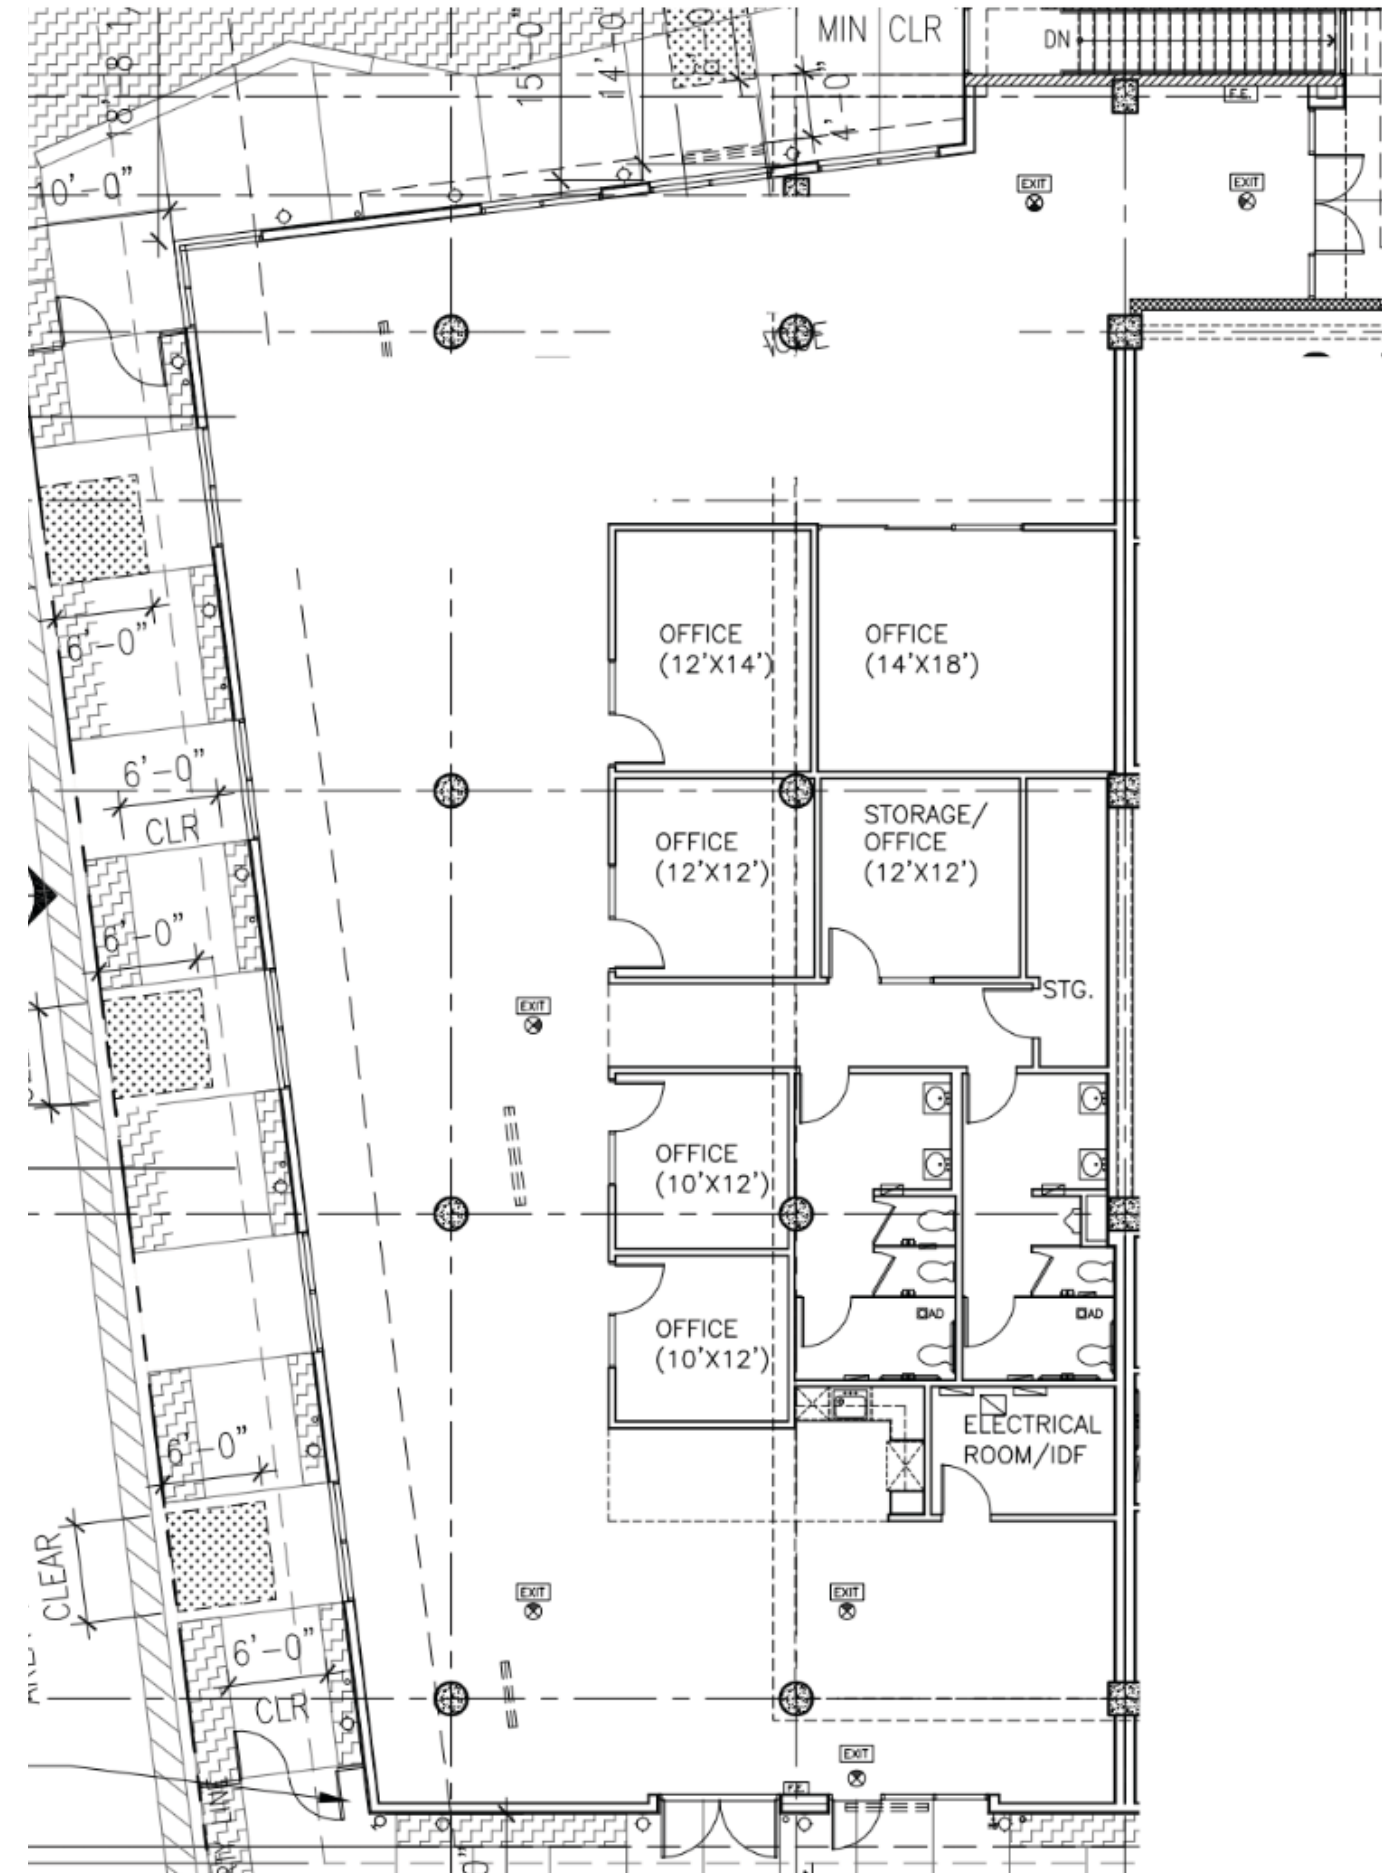 15'-0"
14'-0"
MIN CLR
DN
F.E.
4'-0"
10'-0"
EXIT
EXIT
6'-0"
OFFICE
(12'X14')
OFFICE
(14'X18')
6'-0"
CLR
OFFICE
(12'X12')
STORAGE/
OFFICE
(12'X12')
6'-0"
STG.
EXIT
OFFICE
(10'X12')
AD
AD
OFFICE
(10'X12')
ELECTRICAL
ROOM/IDF
6'-0"
CLEAR
EXIT
EXIT
6'-0"
CLR
EXIT
F.E.